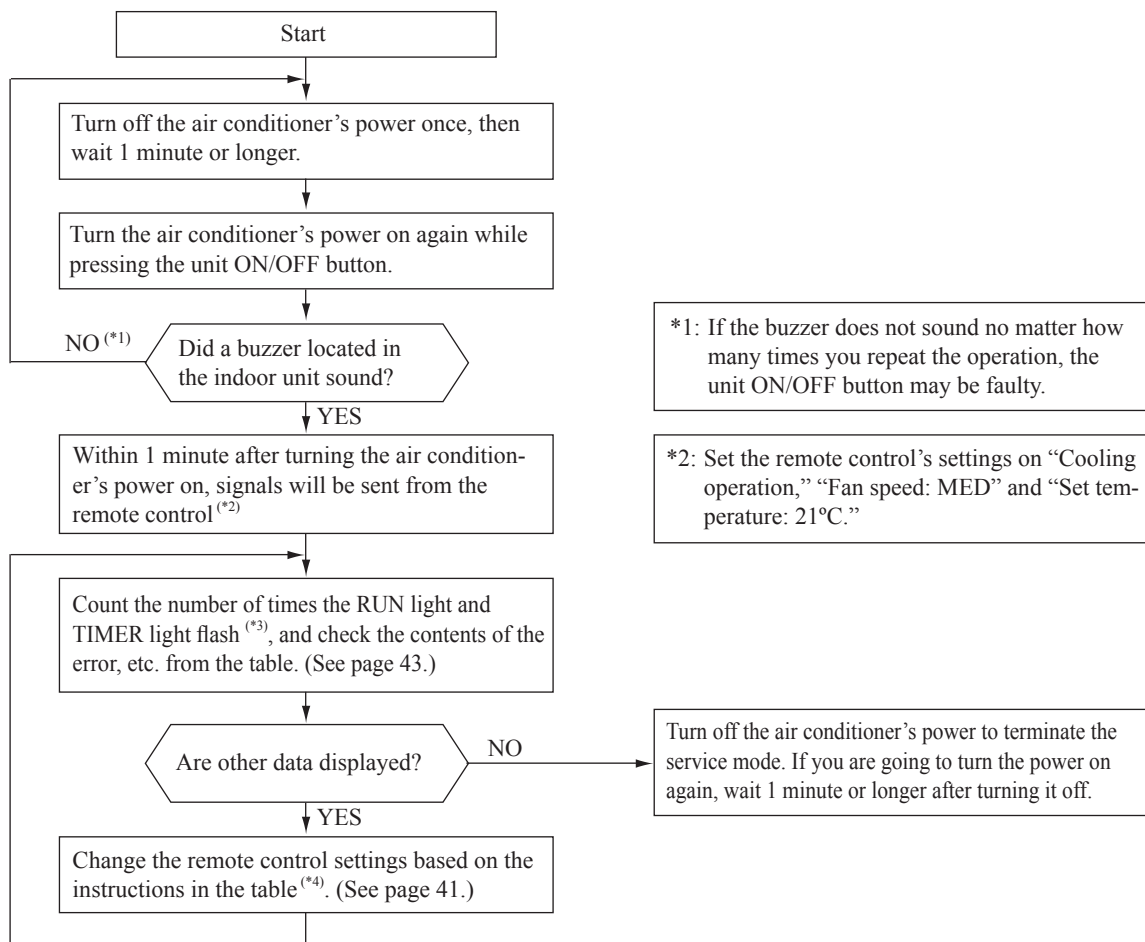 Start
Turn off the air conditioner's power once, then
wait 1 minute or longer.
Turn the air conditioner's power on again while
pressing the unit ON/OFF button.
NO (*1)
Did a buzzer located in
the indoor unit sound?
YES
*1: If the buzzer does not sound no matter how
many times you repeat the operation, the
unit ON/OFF button may be faulty.
Within 1 minute after turning the air condition-
er's power on, signals will be sent from the
remote control (*2)
*2: Set the remote control's settings on “Cooling
operation,” “Fan speed: MED” and “Set tem-
perature: 21ºC.”
Count the number of times the RUN light and
TIMER light flash (*3), and check the contents of the
error, etc. from the table. (See page 43.)
Are other data displayed?
NO
Turn off the air conditioner's power to terminate the
service mode. If you are going to turn the power on
again, wait 1 minute or longer after turning it off.
YES
Change the remote control settings based on the
instructions in the table (*4). (See page 41.)